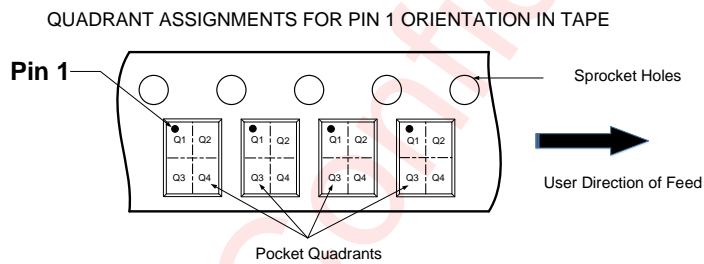 QUADRANT ASSIGNMENTS FOR PIN 1 ORIENTATION IN TAPE
Pin 1
Sprocket Holes
Q1 Q2 Q1 Q2 Q1 Q2 Q1 Q2
Q3 Q4 Q3 Q4 Q3 Q4 Q3 Q4
User Direction of Feed
Pocket Quadrants